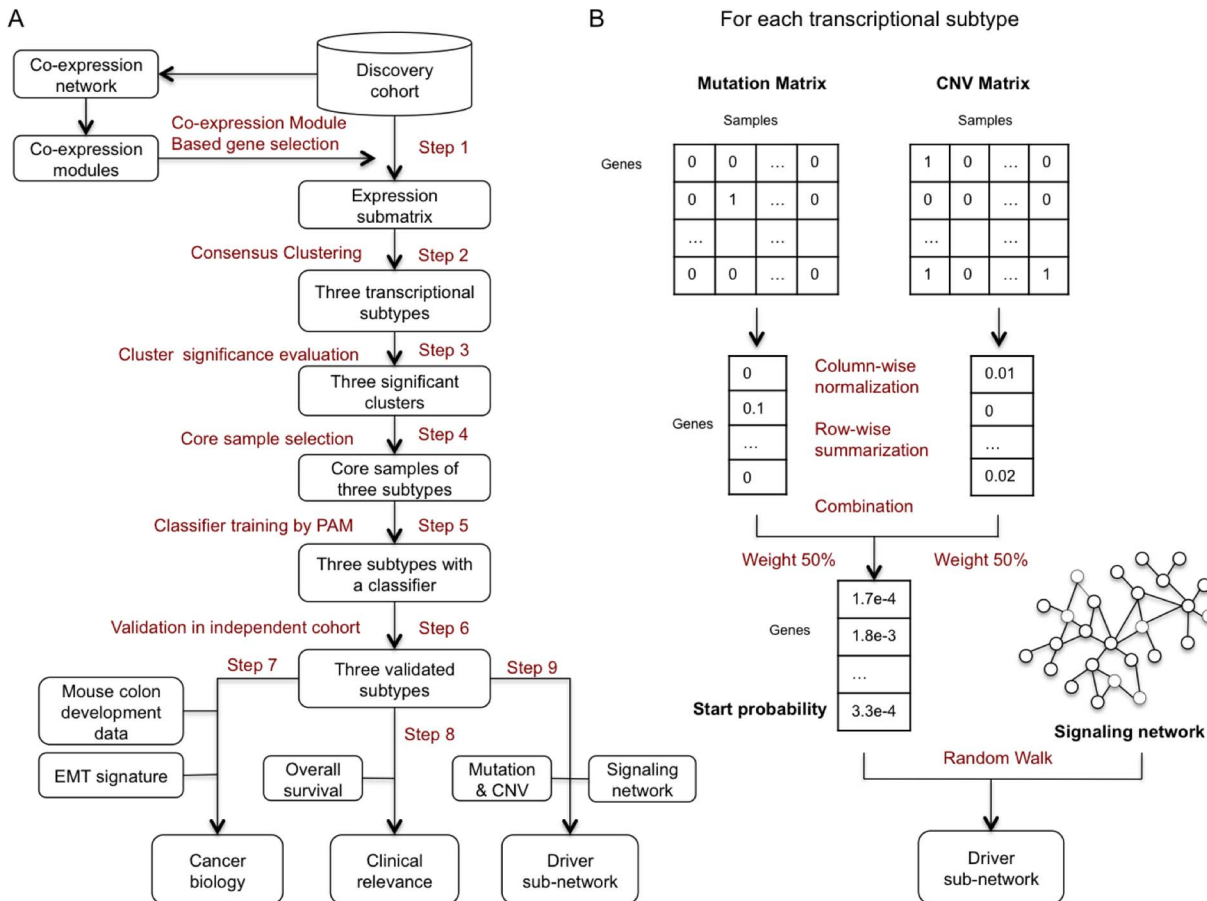 A
Co-expression
network
Discovery
cohort
Co-expression
modules
Co-expression Module
Based gene selection
Step 1
Expression
submatrix
Consensus Clustering
Step 2
Three transcriptional
subtypes
Cluster significance evaluation
Step 3
Three significant
clusters
Core sample selection
Step 4
Core samples of
three subtypes
Classifier training by PAM
Step 5
Three subtypes with
a classifier
Validation in independent cohort
Step 6
Step 7
Three validated
subtypes
Step 9
Mouse colon
development
data
Step 8
EMT signature
Overall
survival
Mutation
& CNV
Signaling
network
Cancer
biology
Clinical
relevance
Driver
sub-network
B
For each transcriptional subtype
Mutation Matrix
CNV Matrix
Samples
Samples
Genes
0 0 ... 0
0 1 ... 0
... ...
0 0 ... 0
1 0 ... 0
0 0 ... 0
... ...
1 0 ... 1
Genes
0
0.1
...
0
Column-wise
normalization
Row-wise
summarization
0.01
0
...
0.02
Combination
Weight 50%
Weight 50%
Genes
1.7e-4
1.8e-3
...
3.3e-4
Start probability
Signaling network
Random Walk
Driver
sub-network